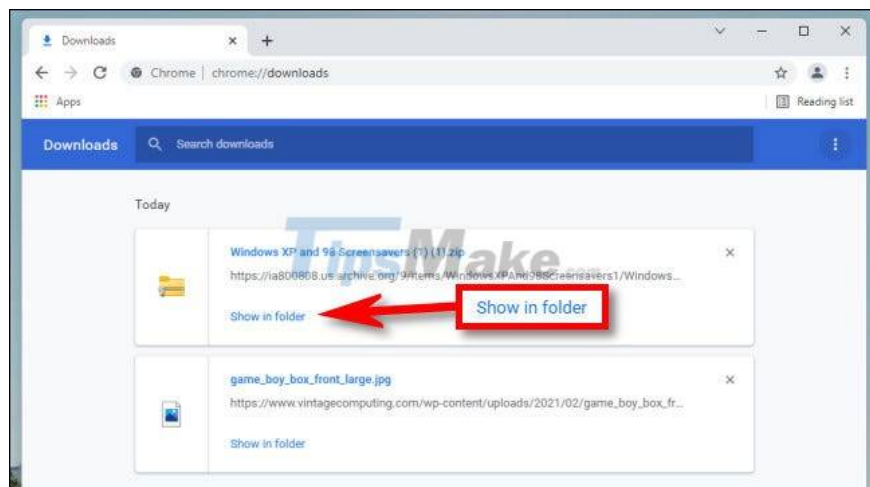 Downloads
Chrome | chrome://downloads
Apps
Reading list
Downloads
Search downloads
Today
TipsMake.com
Windows XP and 98 Screensavers (1) (1).zip
https://ia800808.us.archive.org/9/items/WindowsXPAnd98Screensavers1/Windows...
Show in folder
Show in folder
game_boy_box_front_large.jpg
https://www.vintagecomputing.com/wp-content/uploads/2021/02/game_boy_box_fr...
Show in folder